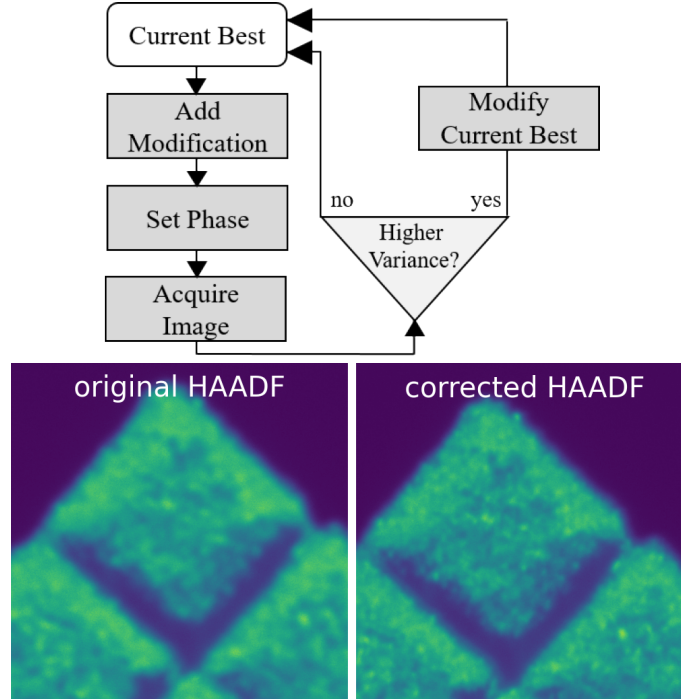 Current Best
Add
Modification
Set Phase
Acquire
Image
Modify
Current Best
no
yes
Higher
Variance?
original HAADF
corrected HAADF